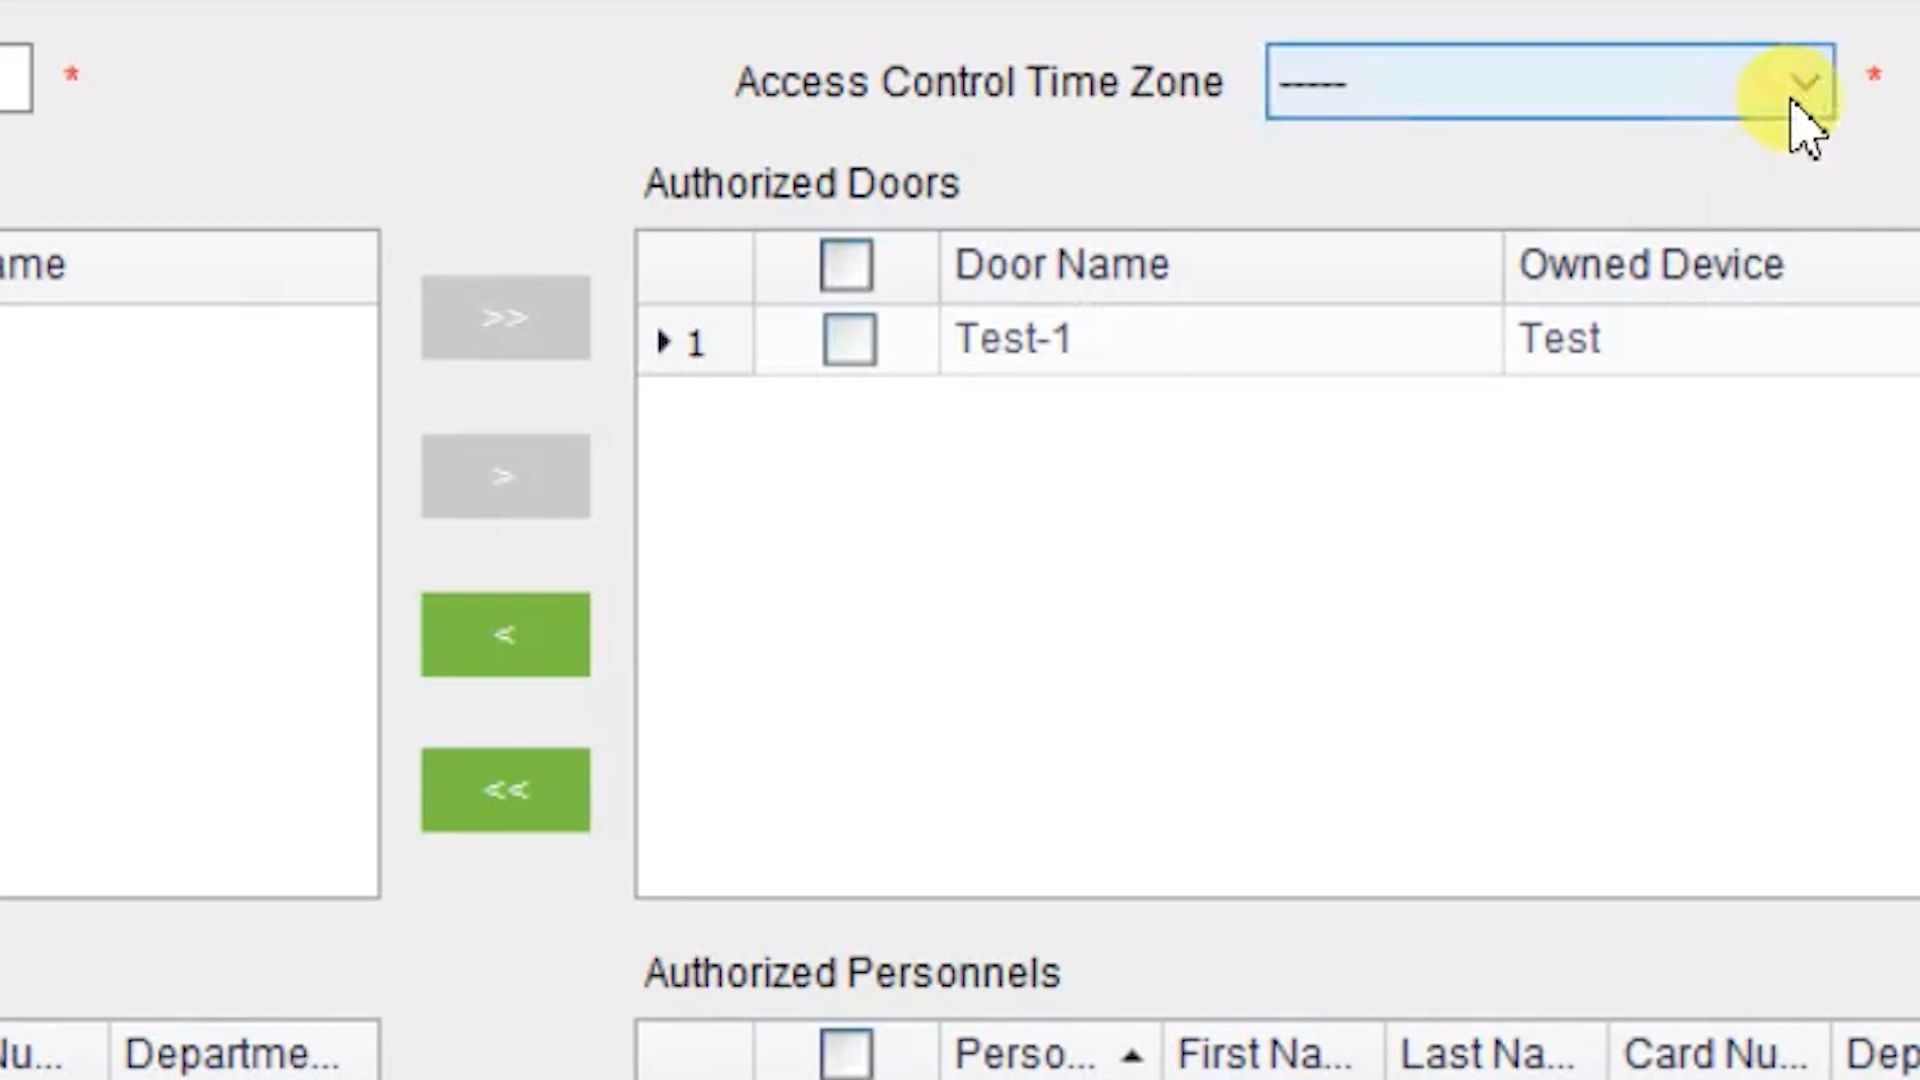 * Access Control Time Zone ----- *
Authorized Doors
ame Door Name Owned Device
>>
1 Test-1 Test
>
<
<<
Authorized Personnels
Nu... Departme... Perso... First Na... Last Na... Card Nu... Dep